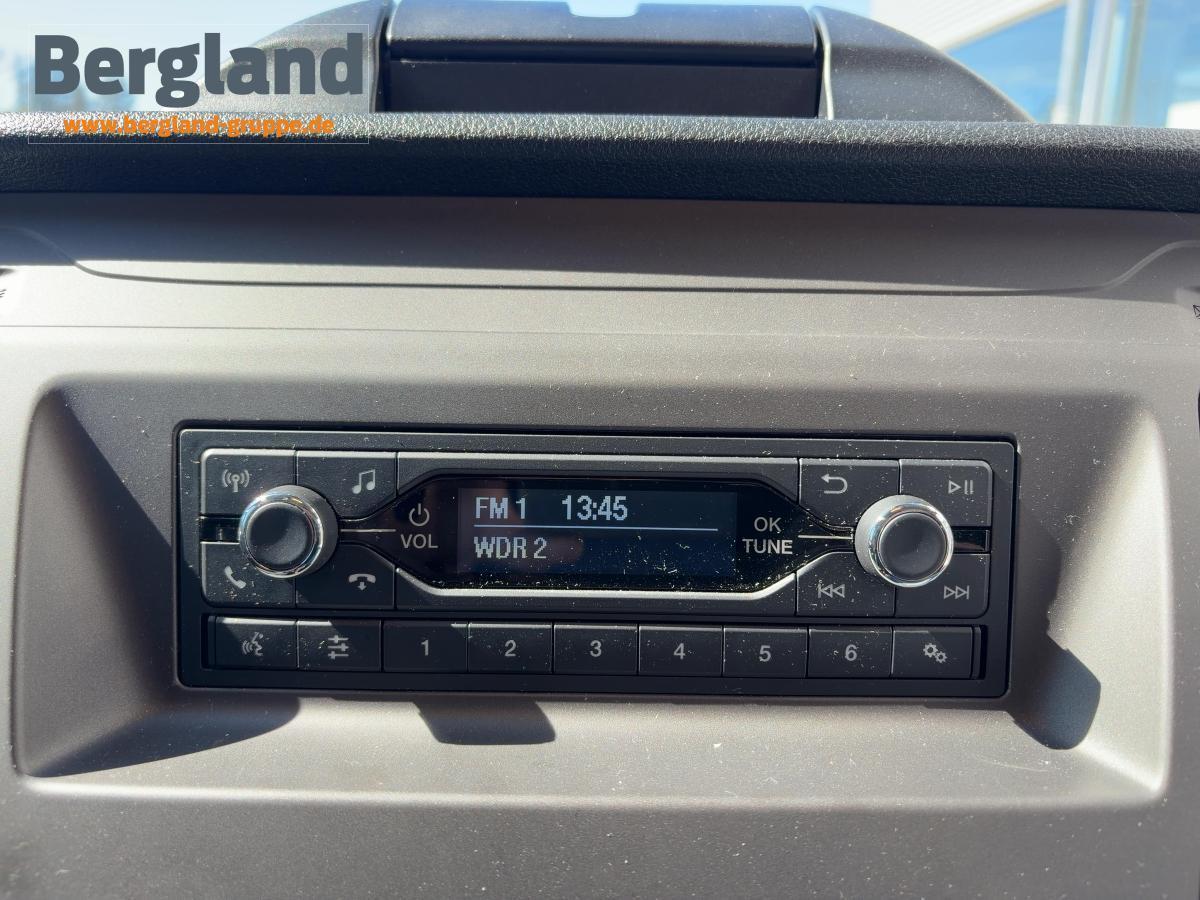 Bergland
www.bergland-gruppe.de
FM 1 13:45
WDR 2
VOL
OK
TUNE
1 2 3 4 5 6